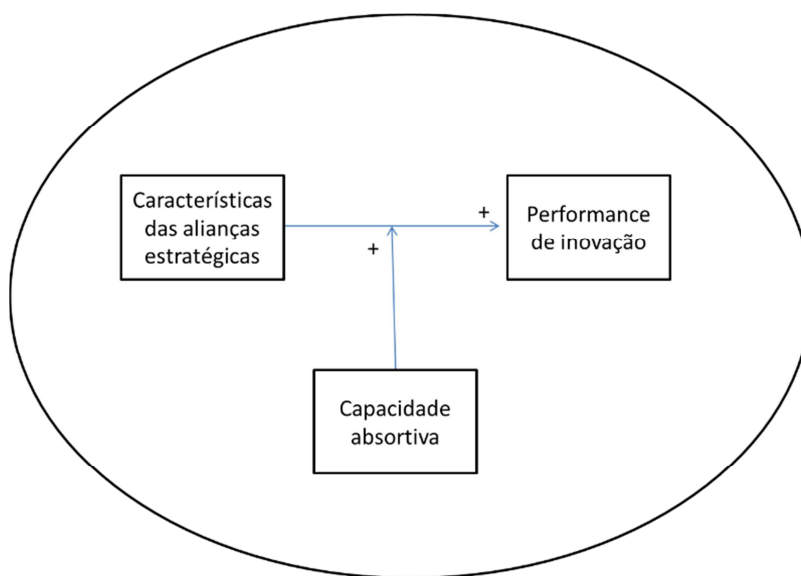 Características
das alianças
estratégicas
+
+
Performance
de inovação
Capacidade
absortiva